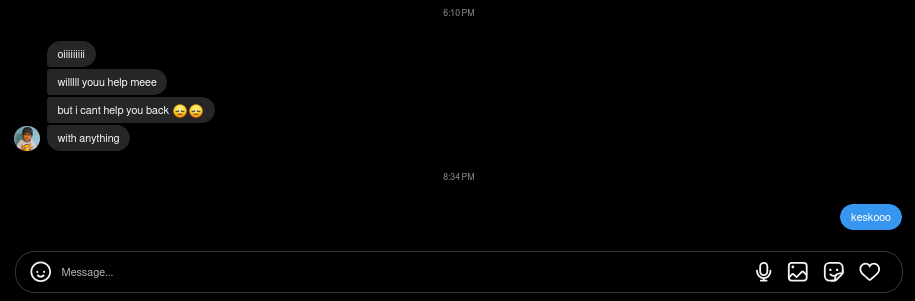 6:10 PM
oiiiiiiiii
willlll youu help meee
but i cant help you back 😞😞
with anything
8:34 PM
keskooo
Message...